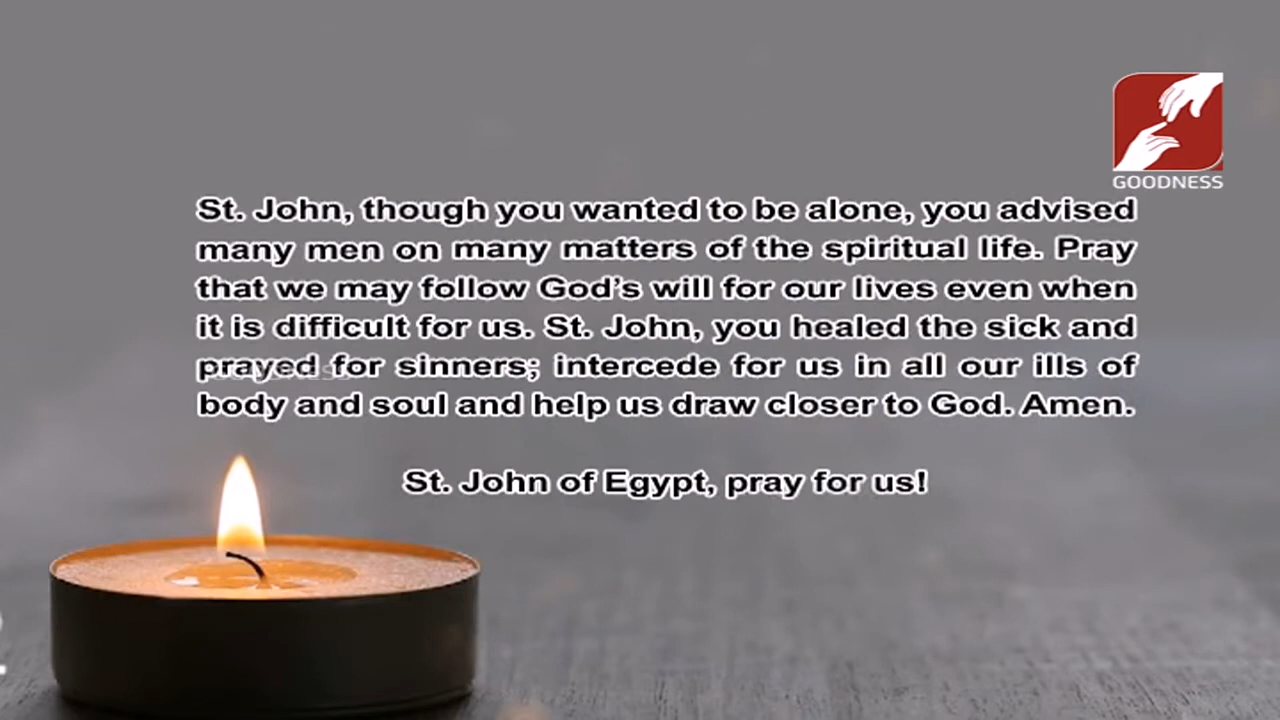 GOODNESS
St. John, though you wanted to be alone, you advised
many men on many matters of the spiritual life. Pray
that we may follow God's will for our lives even when
it is difficult for us. St. John, you healed the sick and
prayed for sinners; intercede for us in all our ills of
GOODNESS
body and soul and help us draw closer to God. Amen.
St. John of Egypt, pray for us!